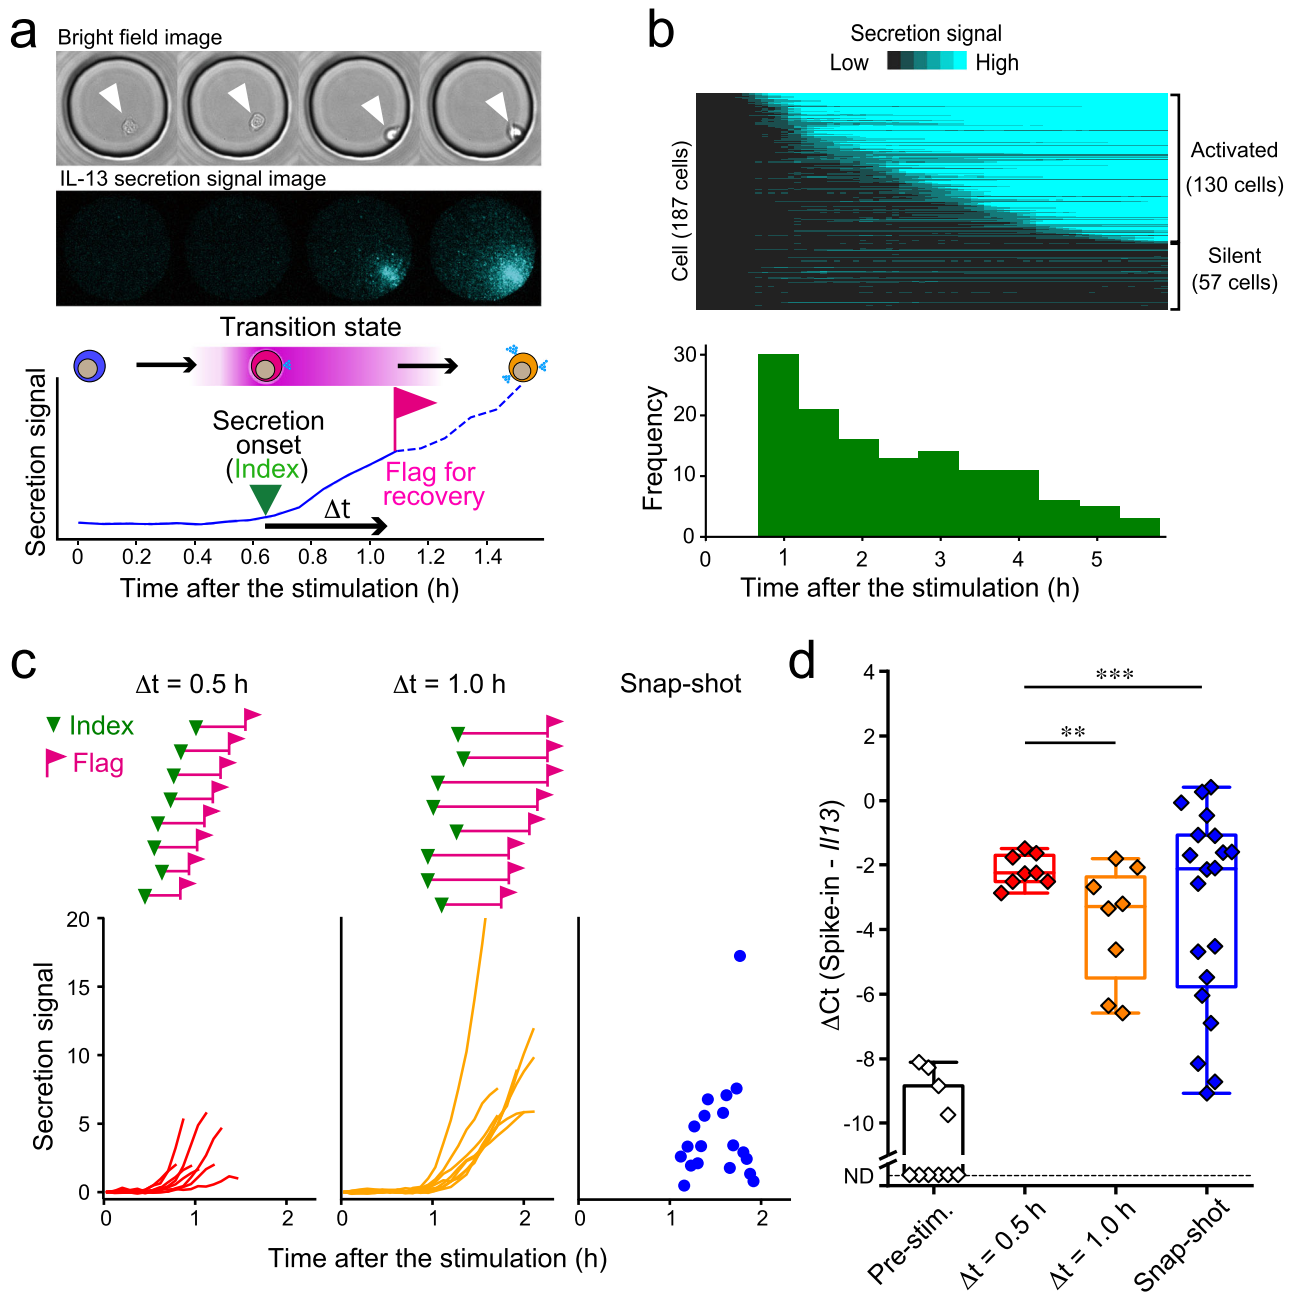 a
Bright field image
IL-13 secretion signal image
Transition state
Secretion signal
Secretion
onset
(Index)
Δt
Flag for
recovery
0 0.2 0.4 0.6 0.8 1.0 1.2 1.4
Time after the stimulation (h)
b
Secretion signal
Low High
Cell (187 cells)
Activated
(130 cells)
Silent
(57 cells)
Frequency
30
20
10
0
0 1 2 3 4 5
Time after the stimulation (h)
c
Δt = 0.5 h Δt = 1.0 h Snap-shot
Index
Flag
Secretion signal
20
15
10
5
0
0 1 2 0 1 2 0 1 2
Time after the stimulation (h)
d
ΔCt (Spike-in - Il13)
4
2
0
-2
-4
-6
-8
-10
ND
***
**
Pre-stim.
Δt = 0.5 h
Δt = 1.0 h
Snap-shot